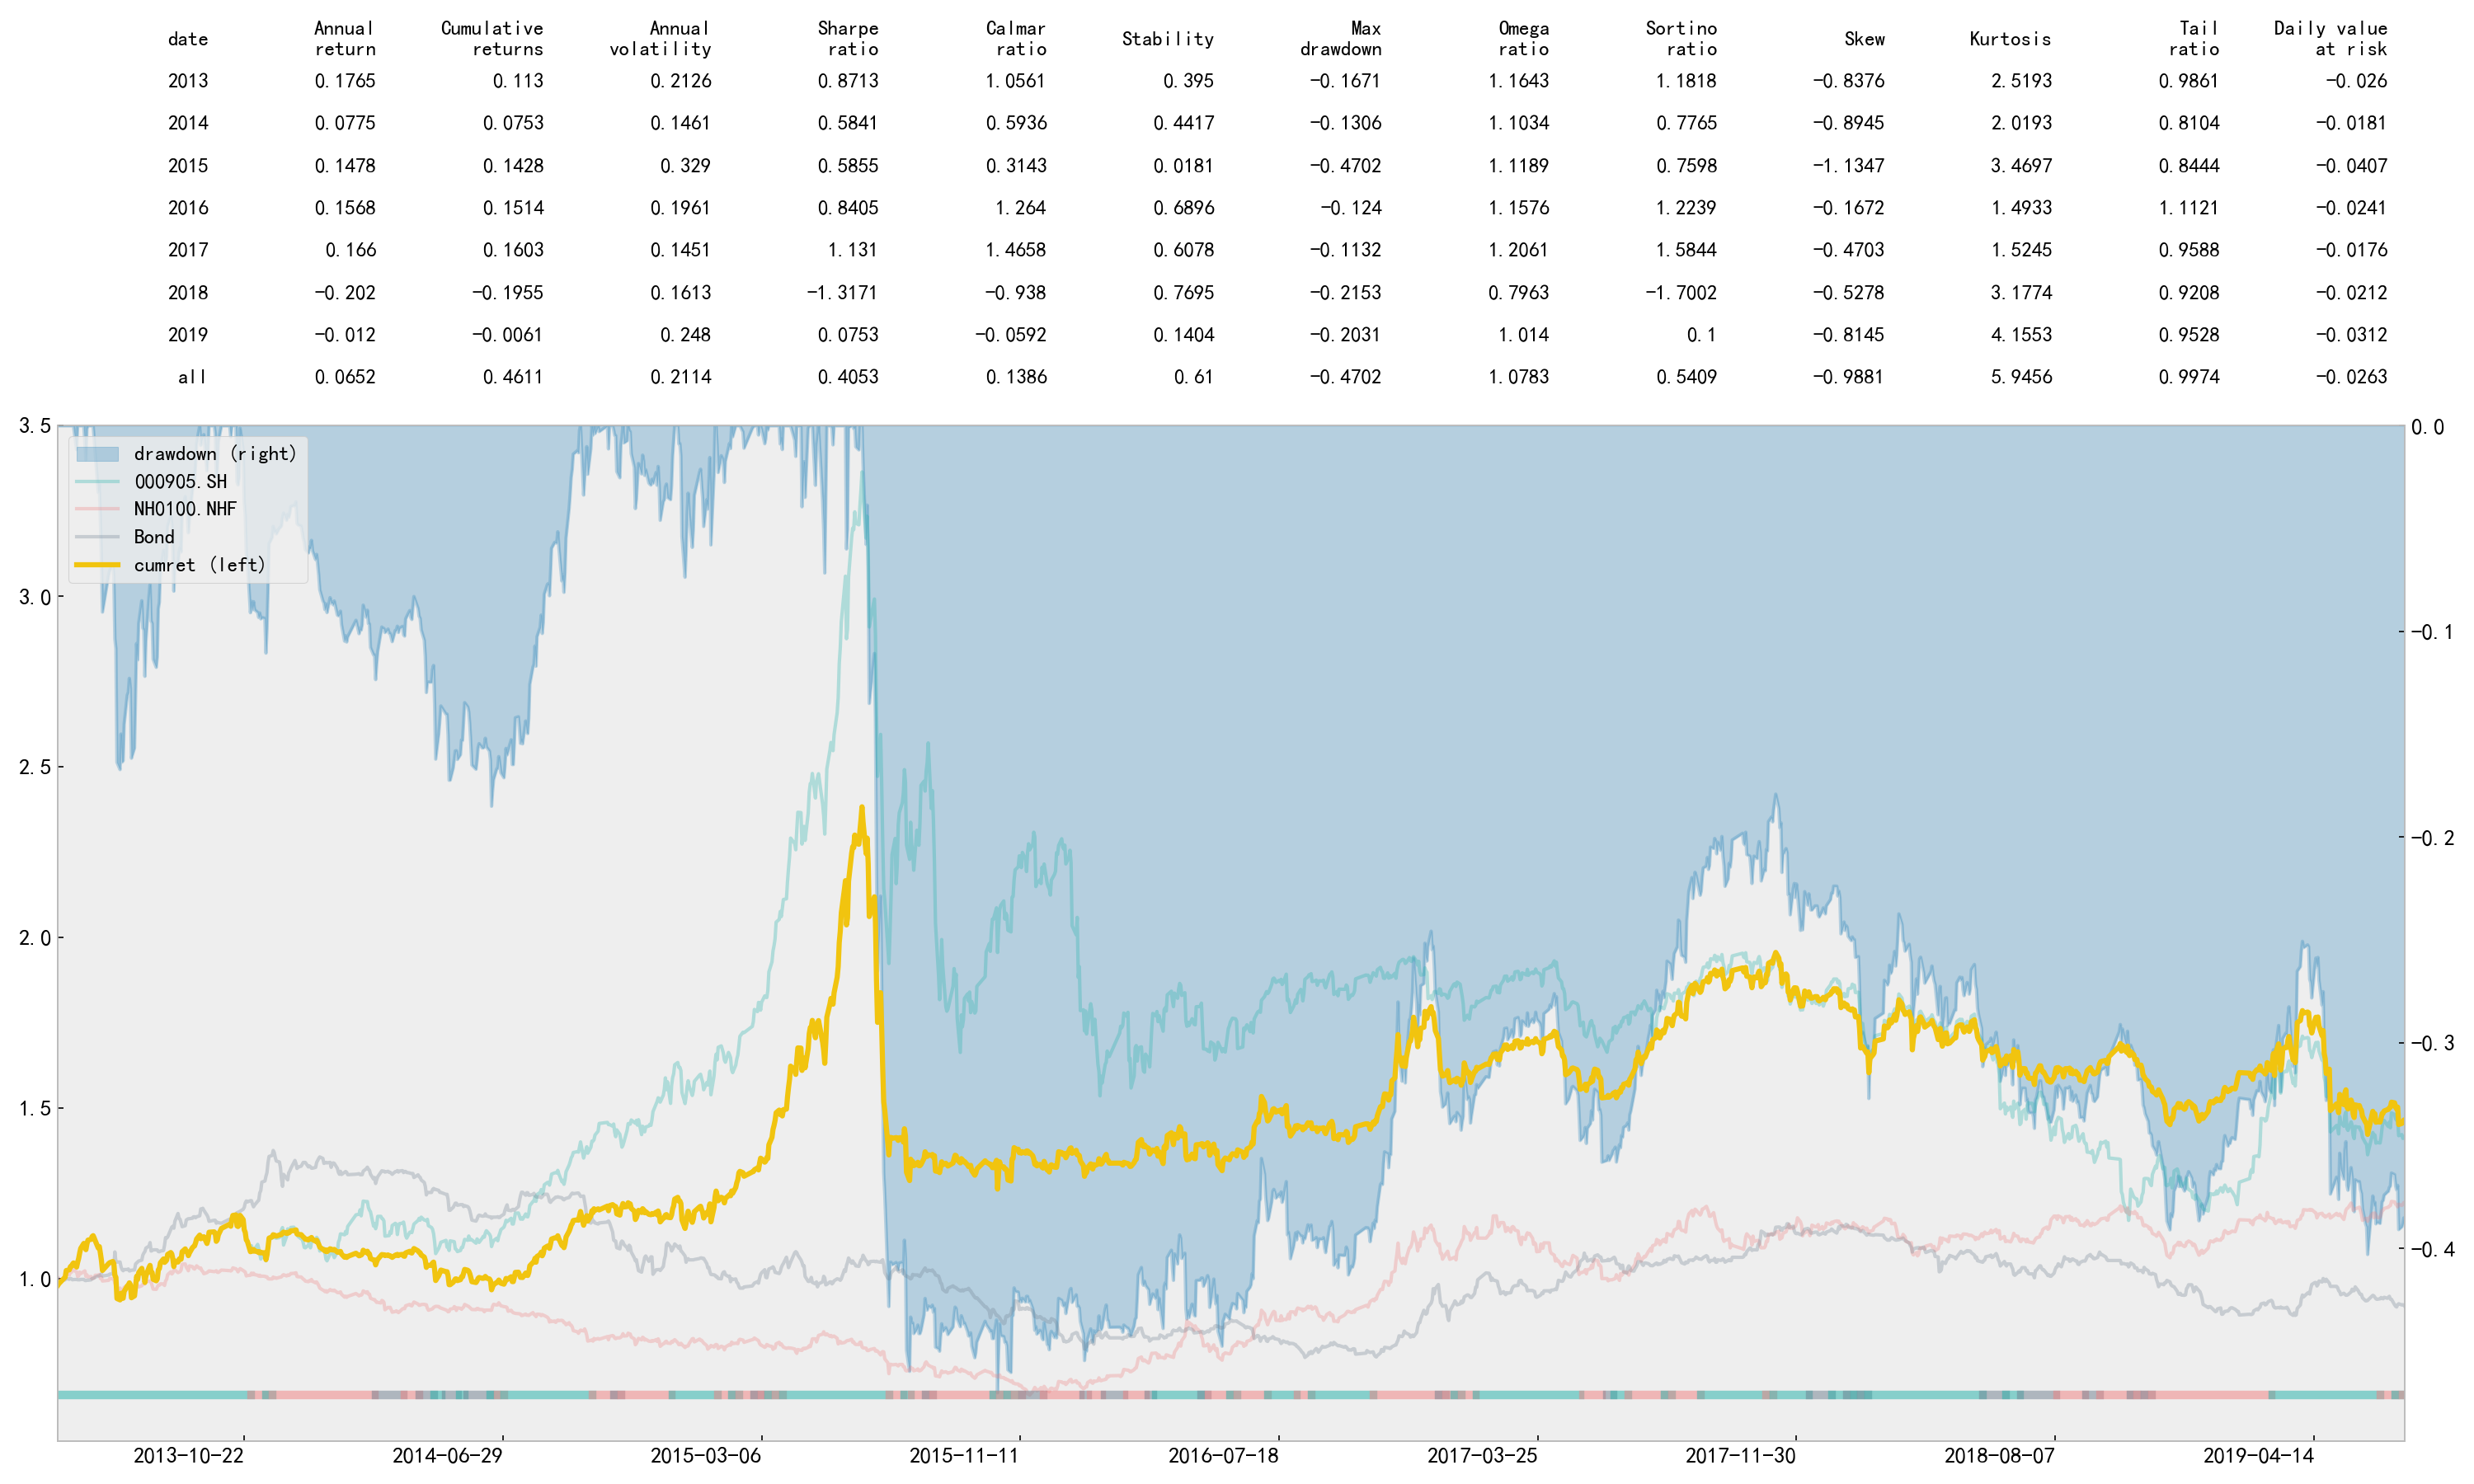 date Annual return Cumulative returns Annual volatility Sharpe ratio Calmar ratio Stability Max drawdown Omega ratio Sortino ratio Skew Kurtosis Tail ratio Daily value at risk
2013 0.1765 0.113 0.2126 0.8713 1.0561 0.395 -0.1671 1.1643 1.1818 -0.8376 2.5193 0.9861 -0.026
2014 0.0775 0.0753 0.1461 0.5841 0.5936 0.4417 -0.1306 1.1034 0.7765 -0.8945 2.0193 0.8104 -0.0181
2015 0.1478 0.1428 0.329 0.5855 0.3143 0.0181 -0.4702 1.1189 0.7598 -1.1347 3.4697 0.8444 -0.0407
2016 0.1568 0.1514 0.1961 0.8405 1.264 0.6896 -0.124 1.1576 1.2239 -0.1672 1.4933 1.1121 -0.0241
2017 0.166 0.1603 0.1451 1.131 1.4658 0.6078 -0.1132 1.2061 1.5844 -0.4703 1.5245 0.9588 -0.0176
2018 -0.202 -0.1955 0.1613 -1.3171 -0.938 0.7695 -0.2153 0.7963 -1.7002 -0.5278 3.1774 0.9208 -0.0212
2019 -0.012 -0.0061 0.248 0.0753 -0.0592 0.1404 -0.2031 1.014 0.1 -0.8145 4.1553 0.9528 -0.0312
all 0.0652 0.4611 0.2114 0.4053 0.1386 0.61 -0.4702 1.0783 0.5409 -0.9881 5.9456 0.9974 -0.0263
3.5
3.0
2.5
2.0
1.5
1.0
drawdown (right)
000905.SH
NH0100.NHF
Bond
cumret (left)
0.0
-0.1
-0.2
-0.3
-0.4
2013-10-22 2014-06-29 2015-03-06 2015-11-11 2016-07-18 2017-03-25 2017-11-30 2018-08-07 2019-04-14